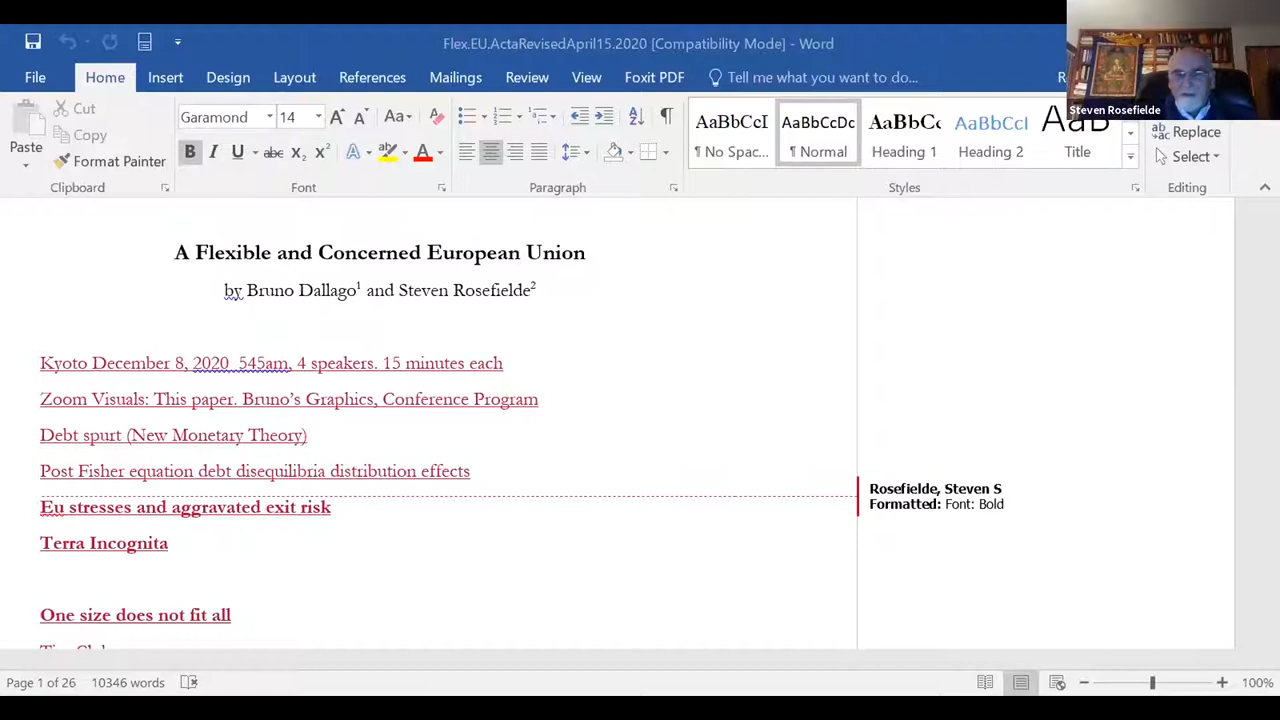 Flex.EU.ActaRevisedApril15.2020 [Compatibility Mode] - Word
File Home Insert Design Layout References Mailings Review View Foxit PDF Tell me what you want to do...
Steven Rosefielde
Cut
Copy
Paste
Format Painter
Clipboard
Garamond 14
Font
Paragraph
AaBbCcI AaBbCcDc AaBbCc AaBbCcI AaB
¶ No Spac... ¶ Normal Heading 1 Heading 2 Title
Styles
Replace
Select
Editing
A Flexible and Concerned European Union
by Bruno Dallago1 and Steven Rosefielde2
Kyoto December 8, 2020 545am, 4 speakers. 15 minutes each
Zoom Visuals: This paper. Bruno's Graphics, Conference Program
Debt spurt (New Monetary Theory)
Post Fisher equation debt disequilibria distribution effects
Eu stresses and aggravated exit risk
Terra Incognita
One size does not fit all
Rosefielde, Steven S
Formatted: Font: Bold
Page 1 of 26 10346 words
100%